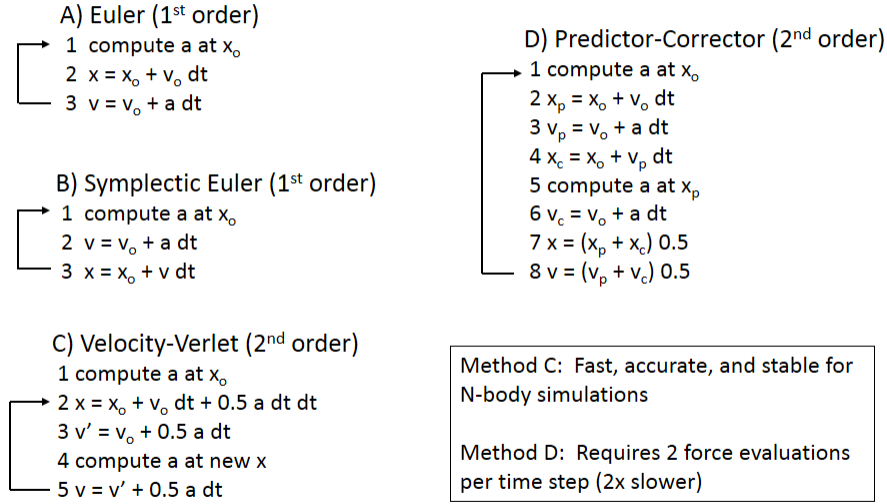 A) Euler (1st order)
1 compute a at xₒ
2 x = xₒ + vₒ dt
3 v = vₒ + a dt
B) Symplectic Euler (1st order)
1 compute a at xₒ
2 v = vₒ + a dt
3 x = xₒ + v dt
C) Velocity-Verlet (2nd order)
1 compute a at xₒ
2 x = xₒ + vₒ dt + 0.5 a dt dt
3 v′ = vₒ + 0.5 a dt
4 compute a at new x
5 v = v′ + 0.5 a dt
D) Predictor-Corrector (2nd order)
1 compute a at xₒ
2 xₚ = xₒ + vₒ dt
3 vₚ = vₒ + a dt
4 x꜀ = xₒ + vₚ dt
5 compute a at xₚ
6 v꜀ = vₒ + a dt
7 x = (xₚ + x꜀) 0.5
8 v = (vₚ + v꜀) 0.5
Method C: Fast, accurate, and stable for
N-body simulations
Method D: Requires 2 force evaluations
per time step (2x slower)